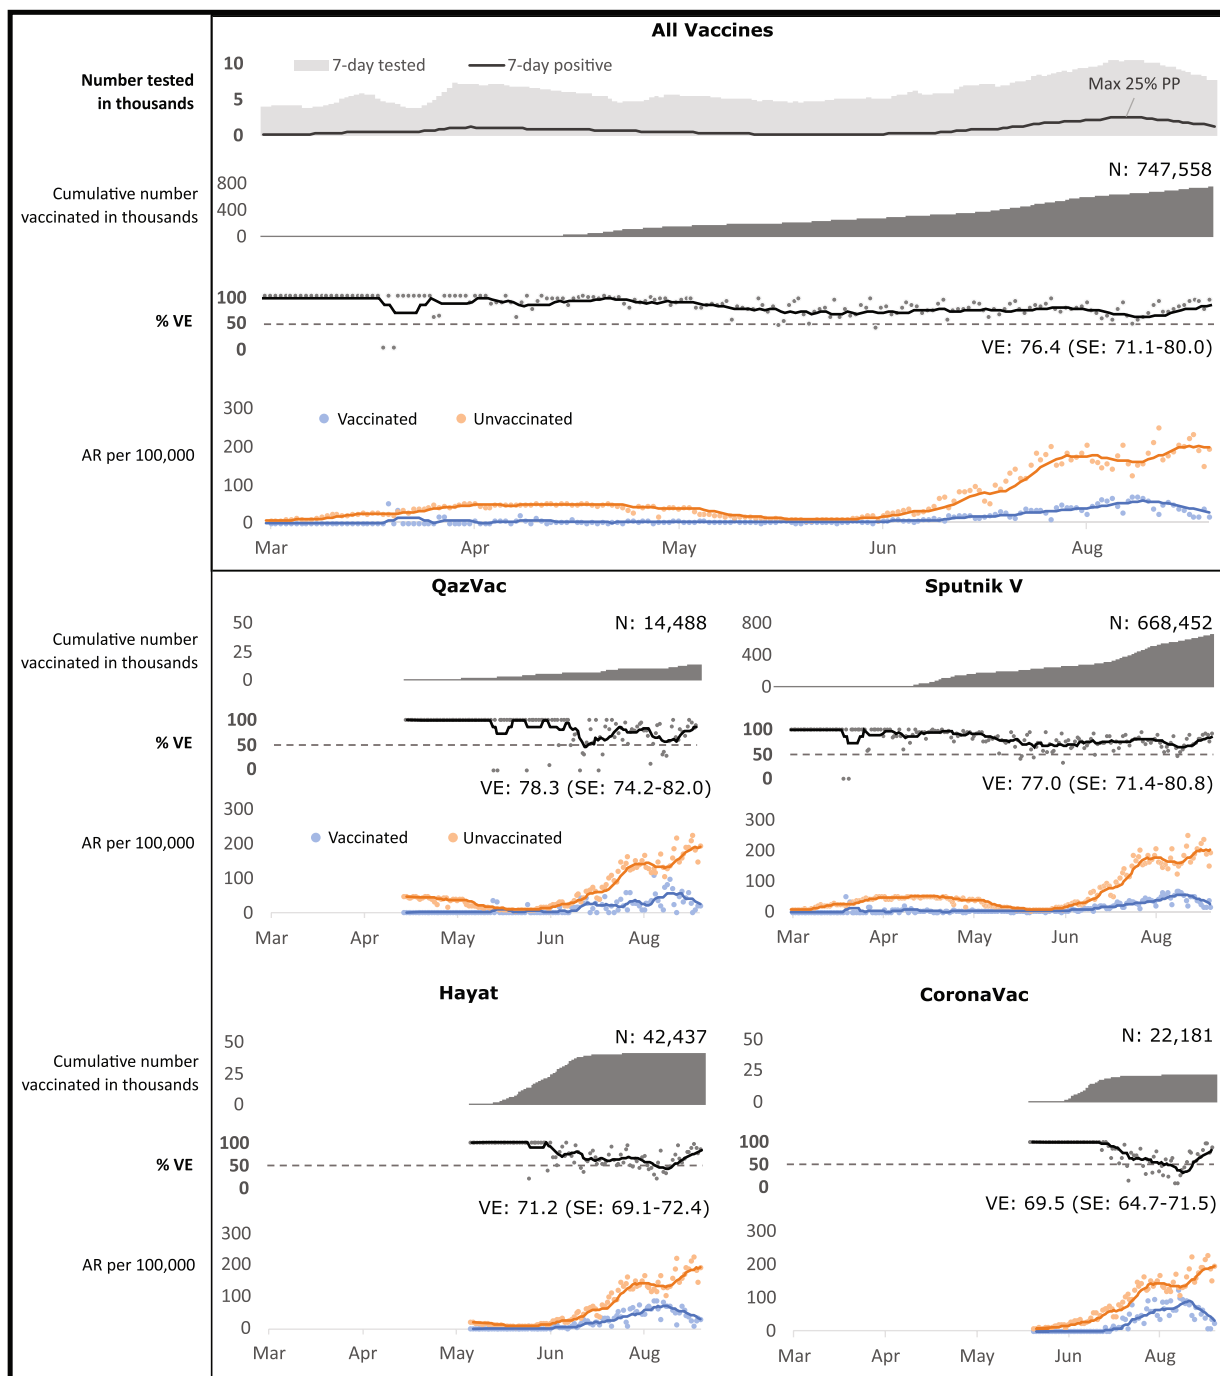 All Vaccines
Number tested
in thousands
10
5
0
7-day tested
7-day positive
Max 25% PP
Cumulative number
vaccinated in thousands
800
400
0
N: 747,558
% VE
100
50
0
VE: 76.4 (SE: 71.1-80.0)
AR per 100,000
300
200
100
0
Vaccinated
Unvaccinated
Mar
Apr
May
Jun
Aug
QazVac
Cumulative number
vaccinated in thousands
50
25
0
N: 14,488
% VE
100
50
0
VE: 78.3 (SE: 74.2-82.0)
AR per 100,000
300
200
100
0
Vaccinated
Unvaccinated
Mar
Apr
May
Jun
Aug
Sputnik V
800
400
0
N: 668,452
100
50
0
VE: 77.0 (SE: 71.4-80.8)
300
200
100
0
Mar
Apr
May
Jun
Aug
Hayat
Cumulative number
vaccinated in thousands
50
25
0
N: 42,437
% VE
100
50
0
VE: 71.2 (SE: 69.1-72.4)
AR per 100,000
300
200
100
0
Mar
Apr
May
Jun
Aug
CoronaVac
50
25
0
N: 22,181
100
50
0
VE: 69.5 (SE: 64.7-71.5)
300
200
100
0
Mar
Apr
Jun
Aug